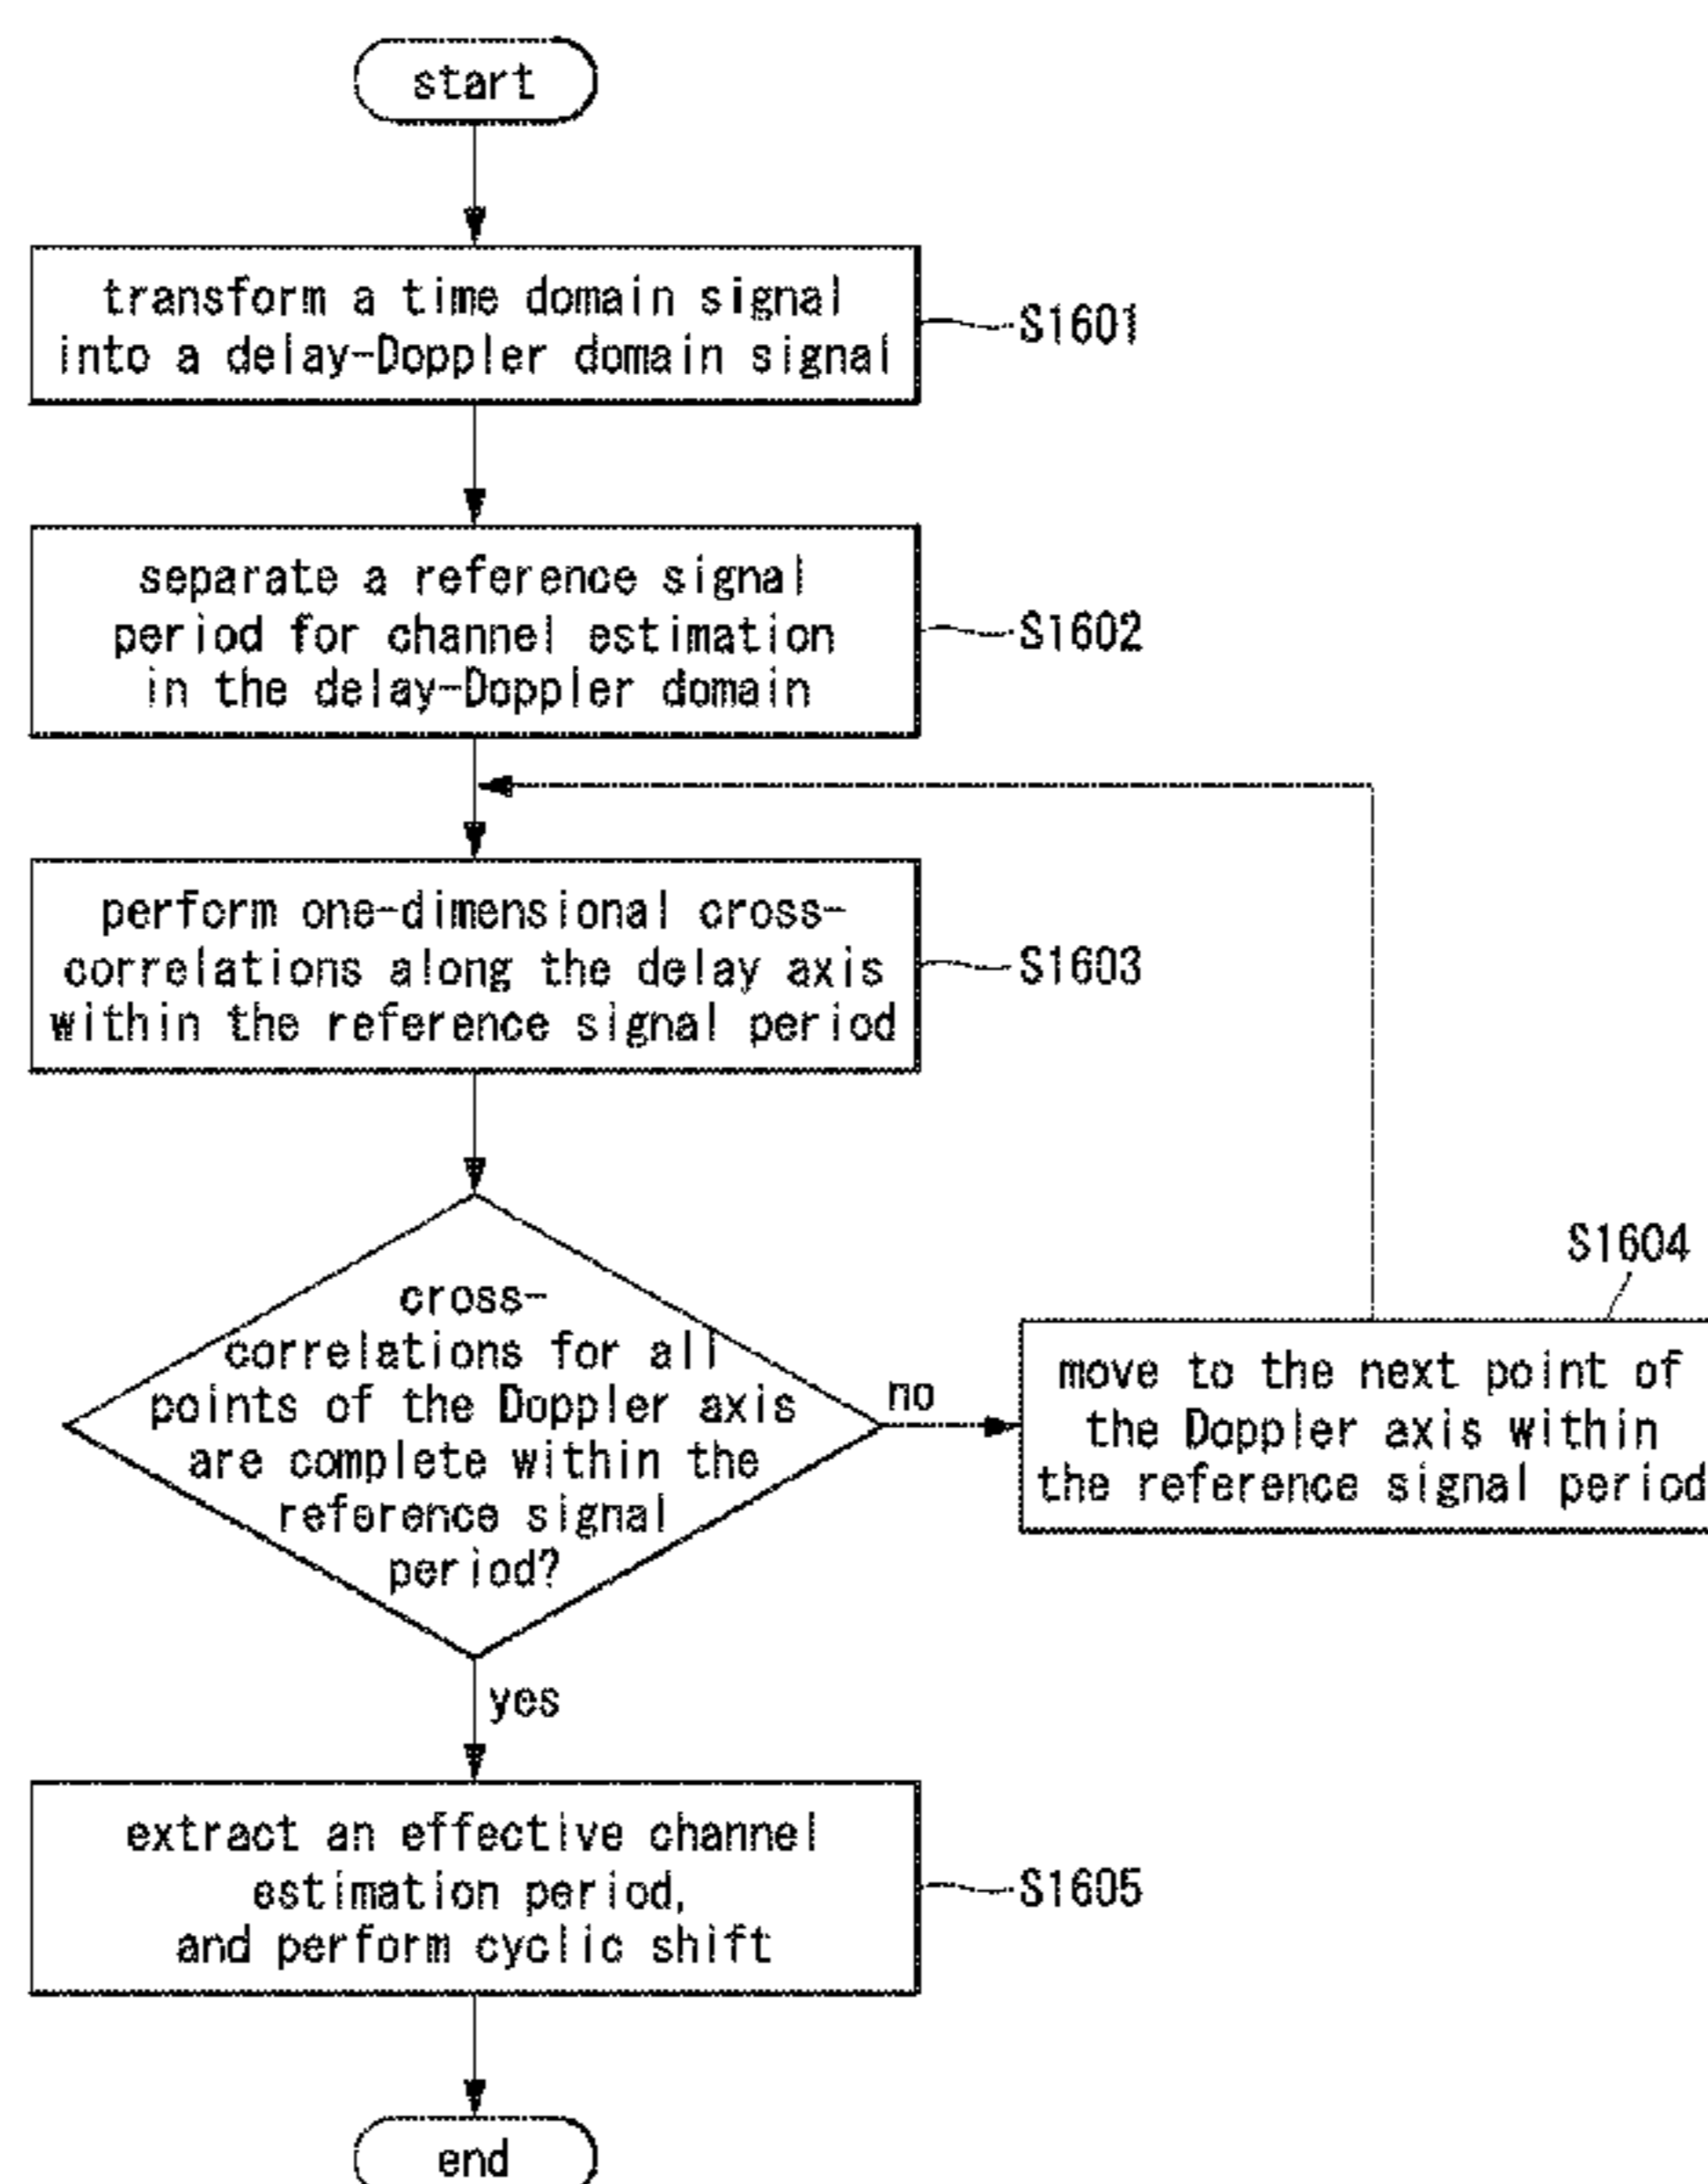 start
transform a time domain signal
into a delay-Doppler domain signal
S1601
separate a reference signal
period for channel estimation
in the delay-Doppler domain
S1602
perform one-dimensional cross-
correlations along the delay axis
within the reference signal period
S1603
cross-
correlations for all
points of the Doppler axis
are complete within the
reference signal
period?
no
S1604
move to the next point of
the Doppler axis within
the reference signal period
yes
extract an effective channel
estimation period,
and perform cyclic shift
S1605
end